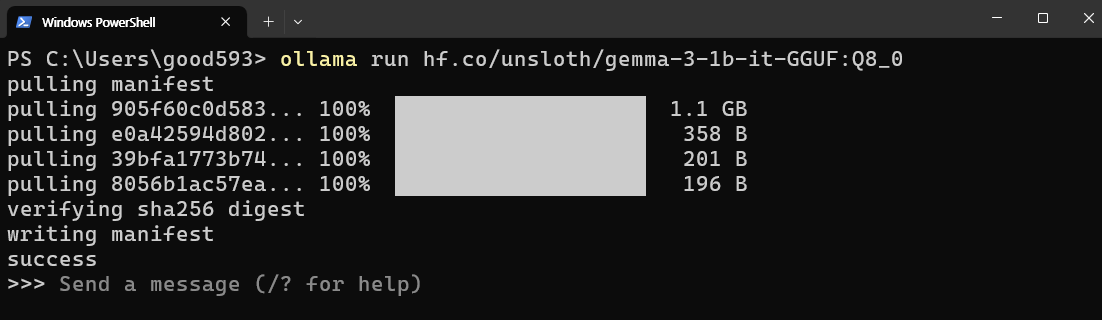 Windows PowerShell
PS C:\Users\good593> ollama run hf.co/unsloth/gemma-3-1b-it-GGUF:Q8_0
pulling manifest
pulling 905f60c0d583... 100% 1.1 GB
pulling e0a42594d802... 100% 358 B
pulling 39bfa1773b74... 100% 201 B
pulling 8056b1ac57ea... 100% 196 B
verifying sha256 digest
writing manifest
success
>>> Send a message (/? for help)